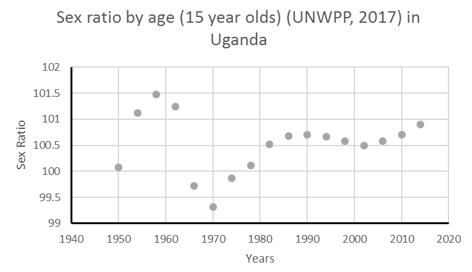 Sex ratio by age (15 year olds) (UNWPP, 2017) in
Uganda
102
101.5
101
100.5
100
99.5
99
Sex Ratio
1940 1950 1960 1970 1980 1990 2000 2010 2020
Years